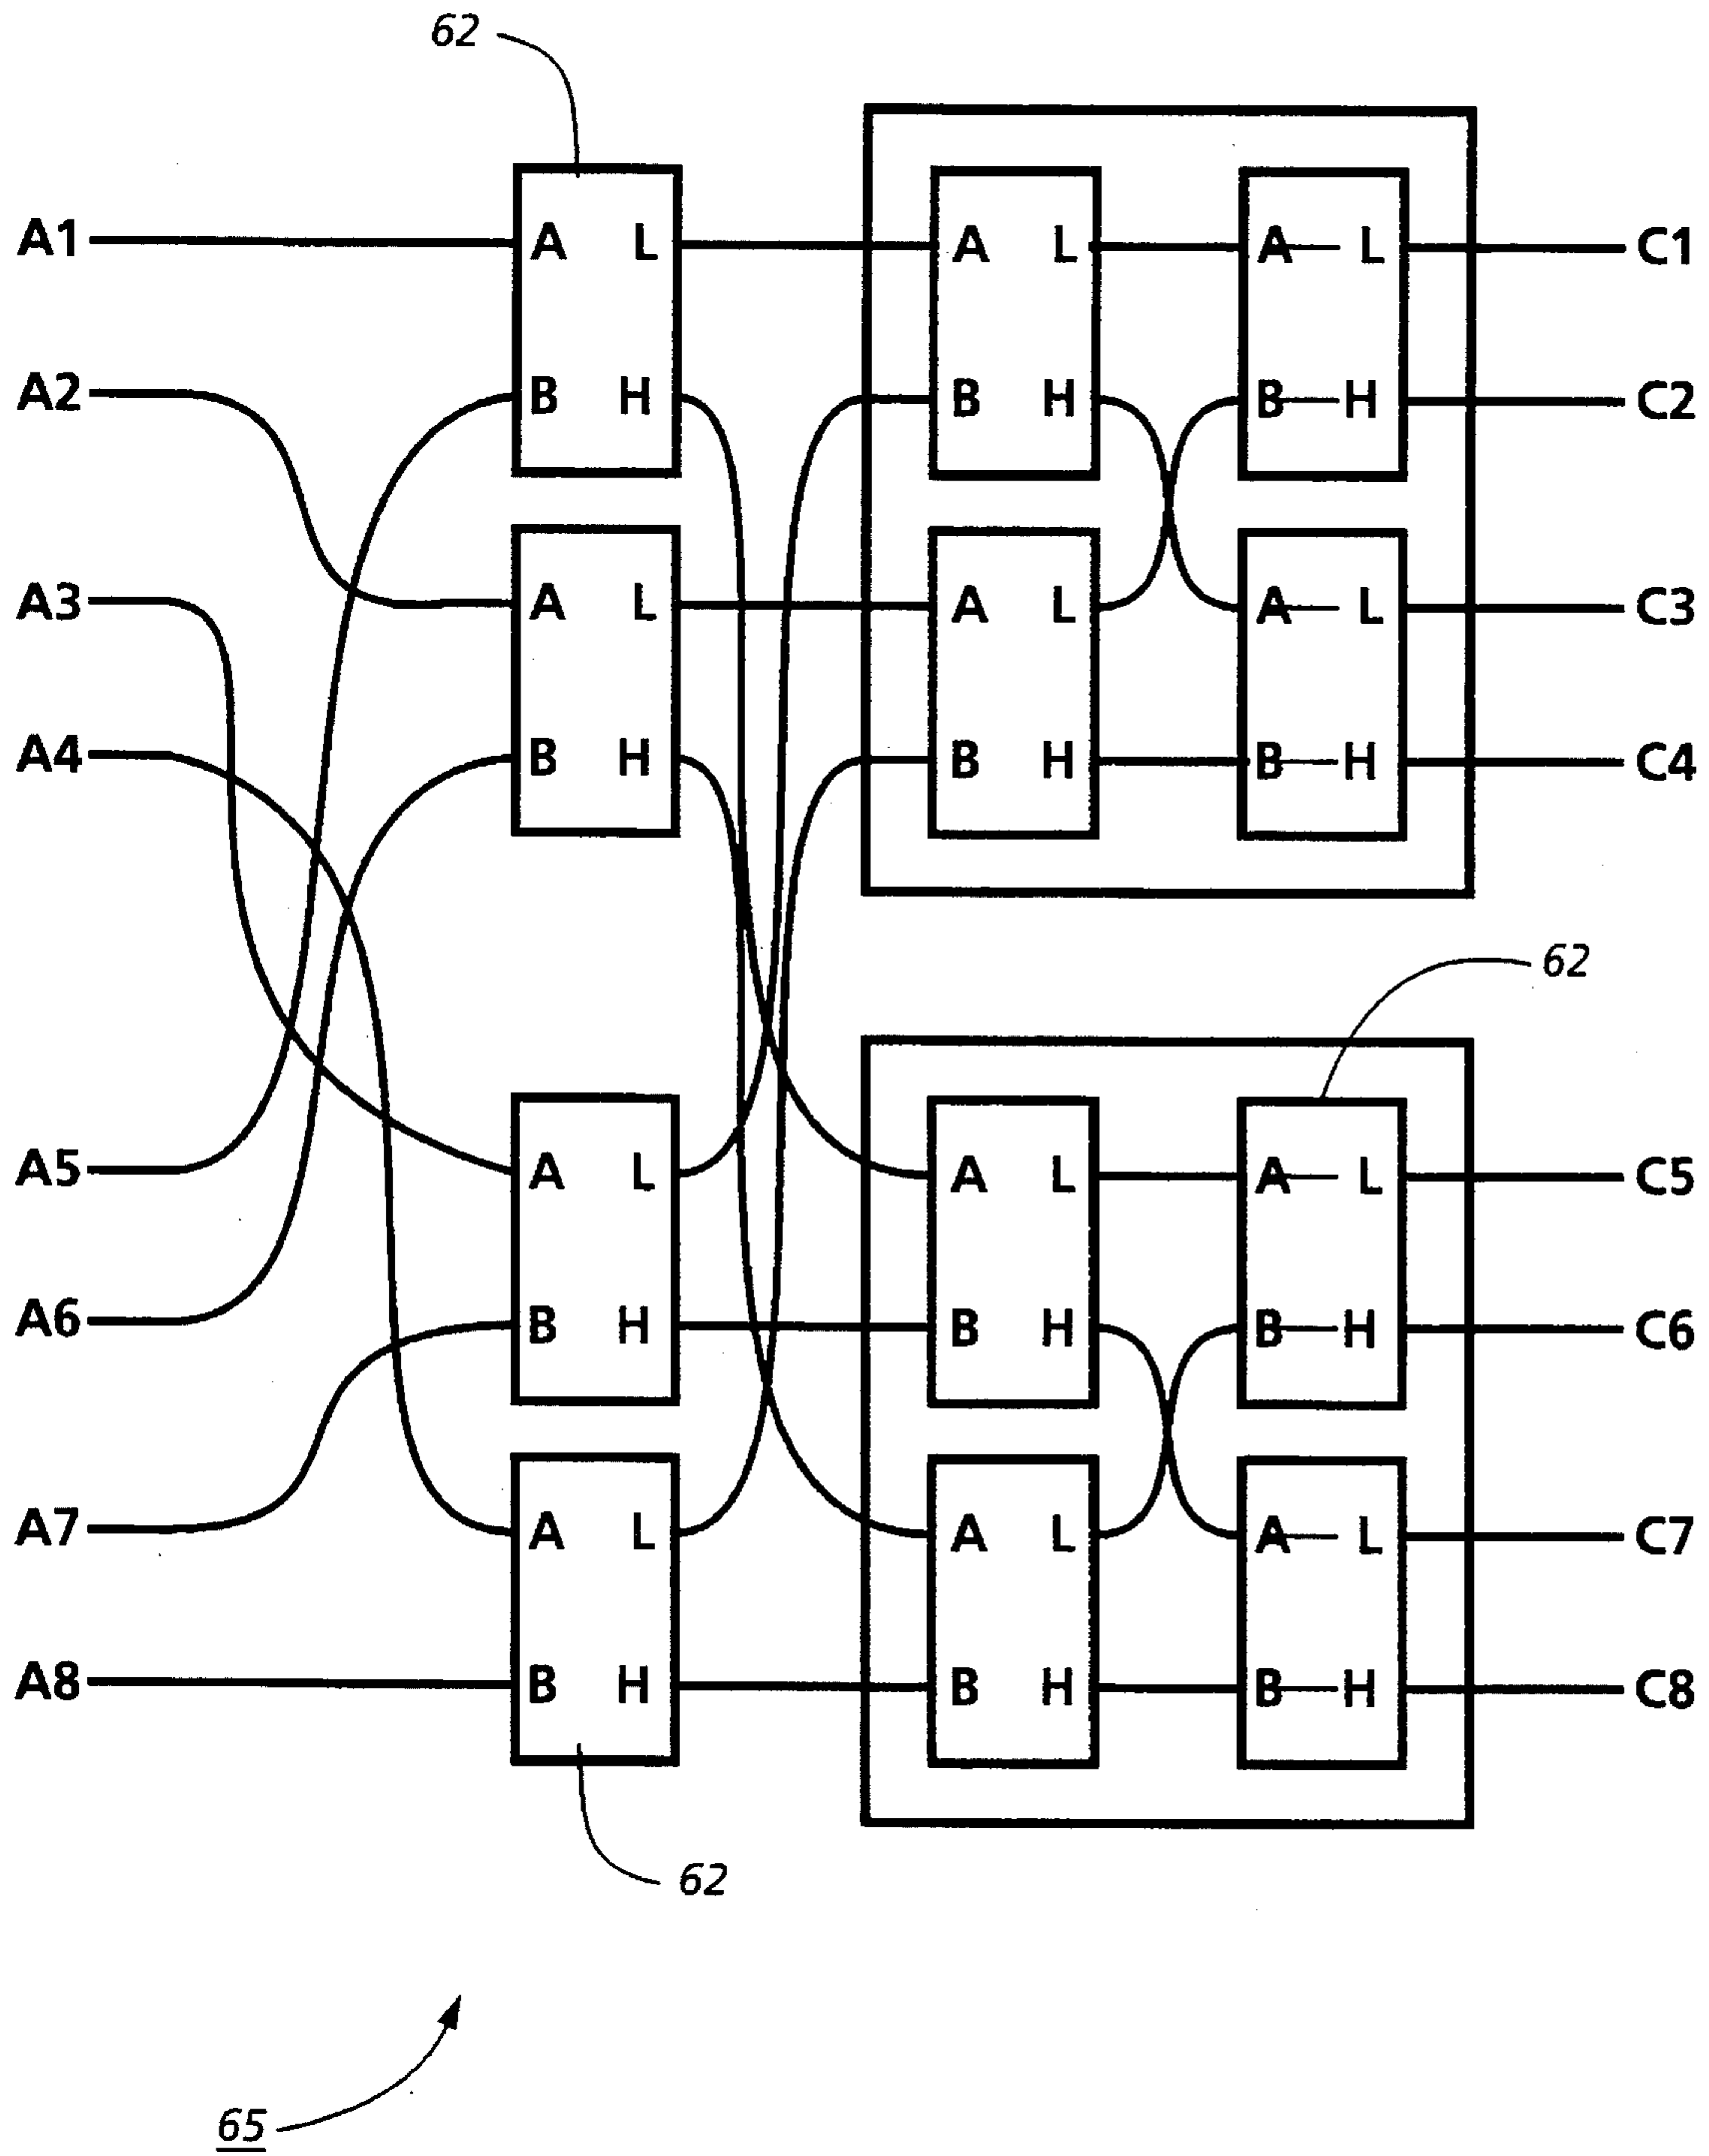 62
A1 A L A L A L C1
A2 B H B H B H C2
A3 A L A L A L C3
A4 B H B H B H C4
62
A5 A L A L A L C5
A6 B H B H B H C6
A7 A L A L A L C7
A8 B H B H B H C8
62
65